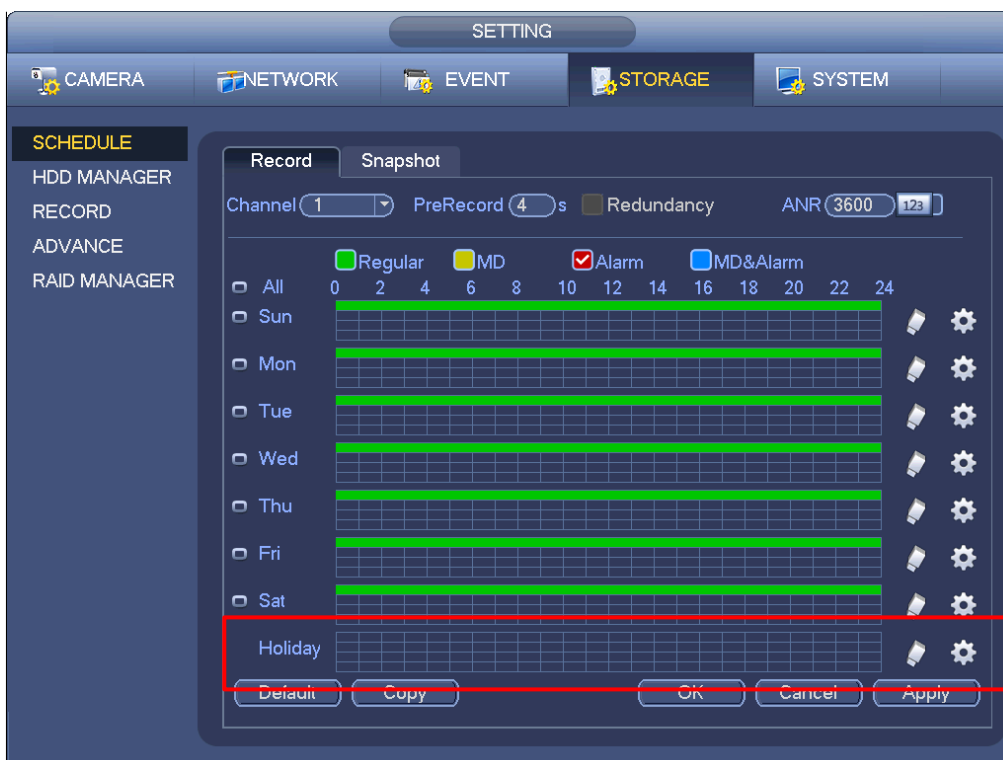 SETTING
CAMERA NETWORK EVENT STORAGE SYSTEM
SCHEDULE
HDD MANAGER
RECORD
ADVANCE
RAID MANAGER
Record Snapshot
Channel 1 PreRecord 4 s Redundancy ANR 3600 123
Regular MD Alarm MD&Alarm
All 0 2 4 6 8 10 12 14 16 18 20 22 24
Sun
Mon
Tue
Wed
Thu
Fri
Sat
Holiday
Default Copy OK Cancel Apply